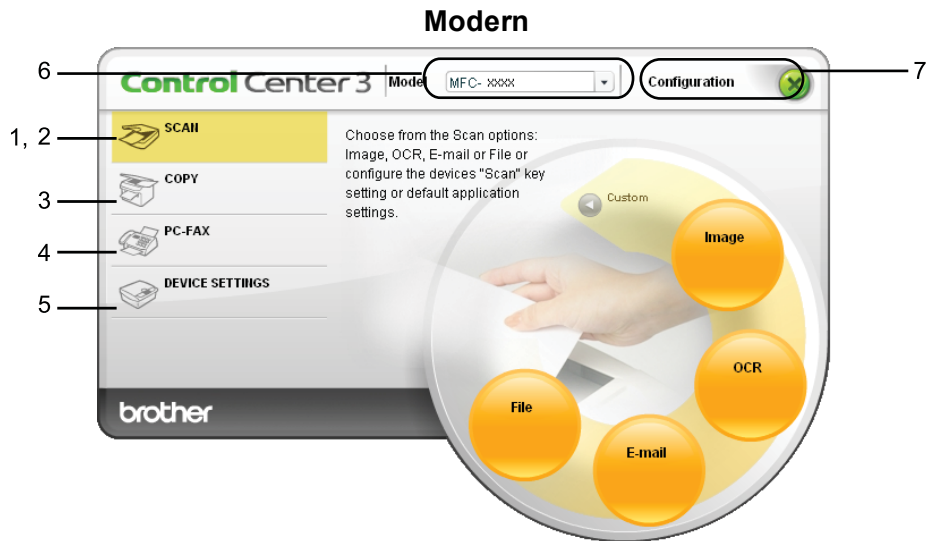 Modern
6
Control Center 3 Model MFC- XXXX Configuration
7
1, 2
SCAN
3
COPY
4
PC-FAX
5
DEVICE SETTINGS
Choose from the Scan options:
Image, OCR, E-mail or File or
configure the devices "Scan" key
setting or default application
settings.
Custom
Image
OCR
E-mail
File
brother